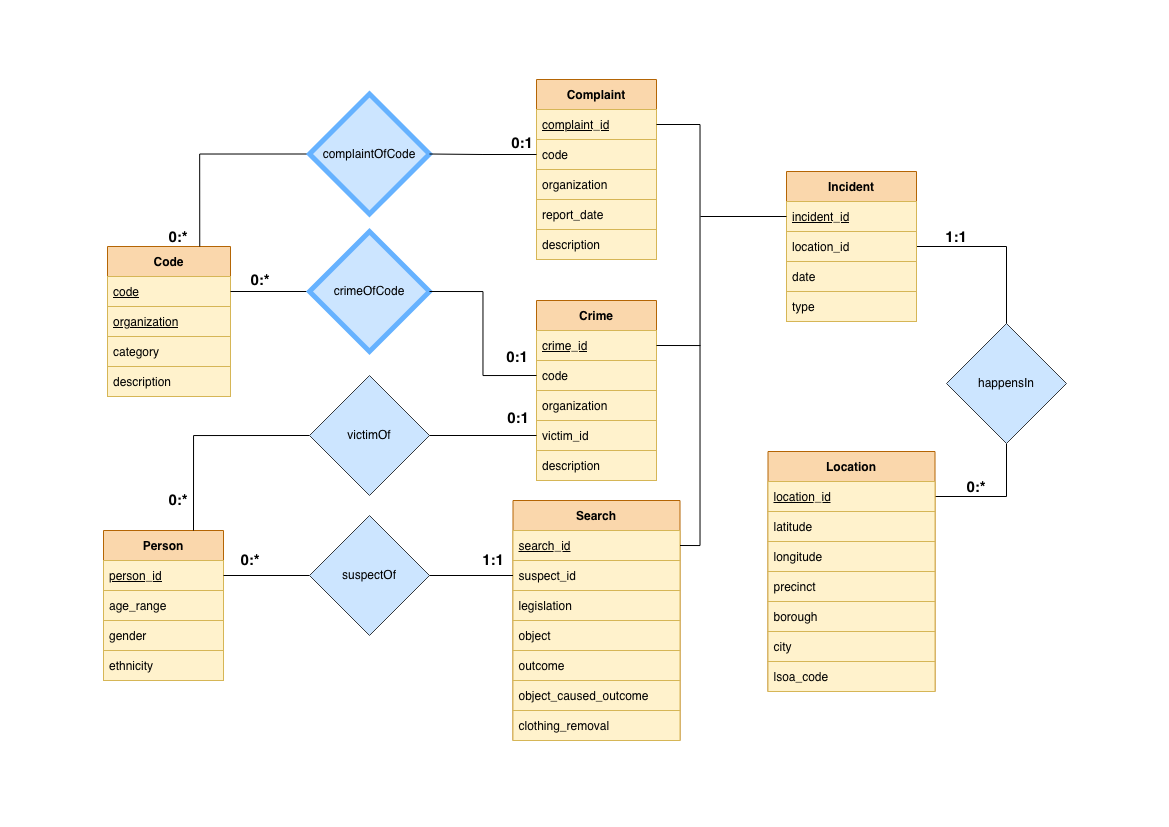 Complaint
complaint_id
code
organization
report_date
description
complaintOfCode
0:1
0:*
Code
code
organization
category
description
0:*
crimeOfCode
0:1
Crime
crime_id
code
organization
victim_id
description
victimOf
0:1
0:*
Person
person_id
age_range
gender
ethnicity
0:*
suspectOf
1:1
Search
search_id
suspect_id
legislation
object
outcome
object_caused_outcome
clothing_removal
Incident
incident_id
location_id
date
type
1:1
happensIn
0:*
Location
location_id
latitude
longitude
precinct
borough
city
lsoa_code